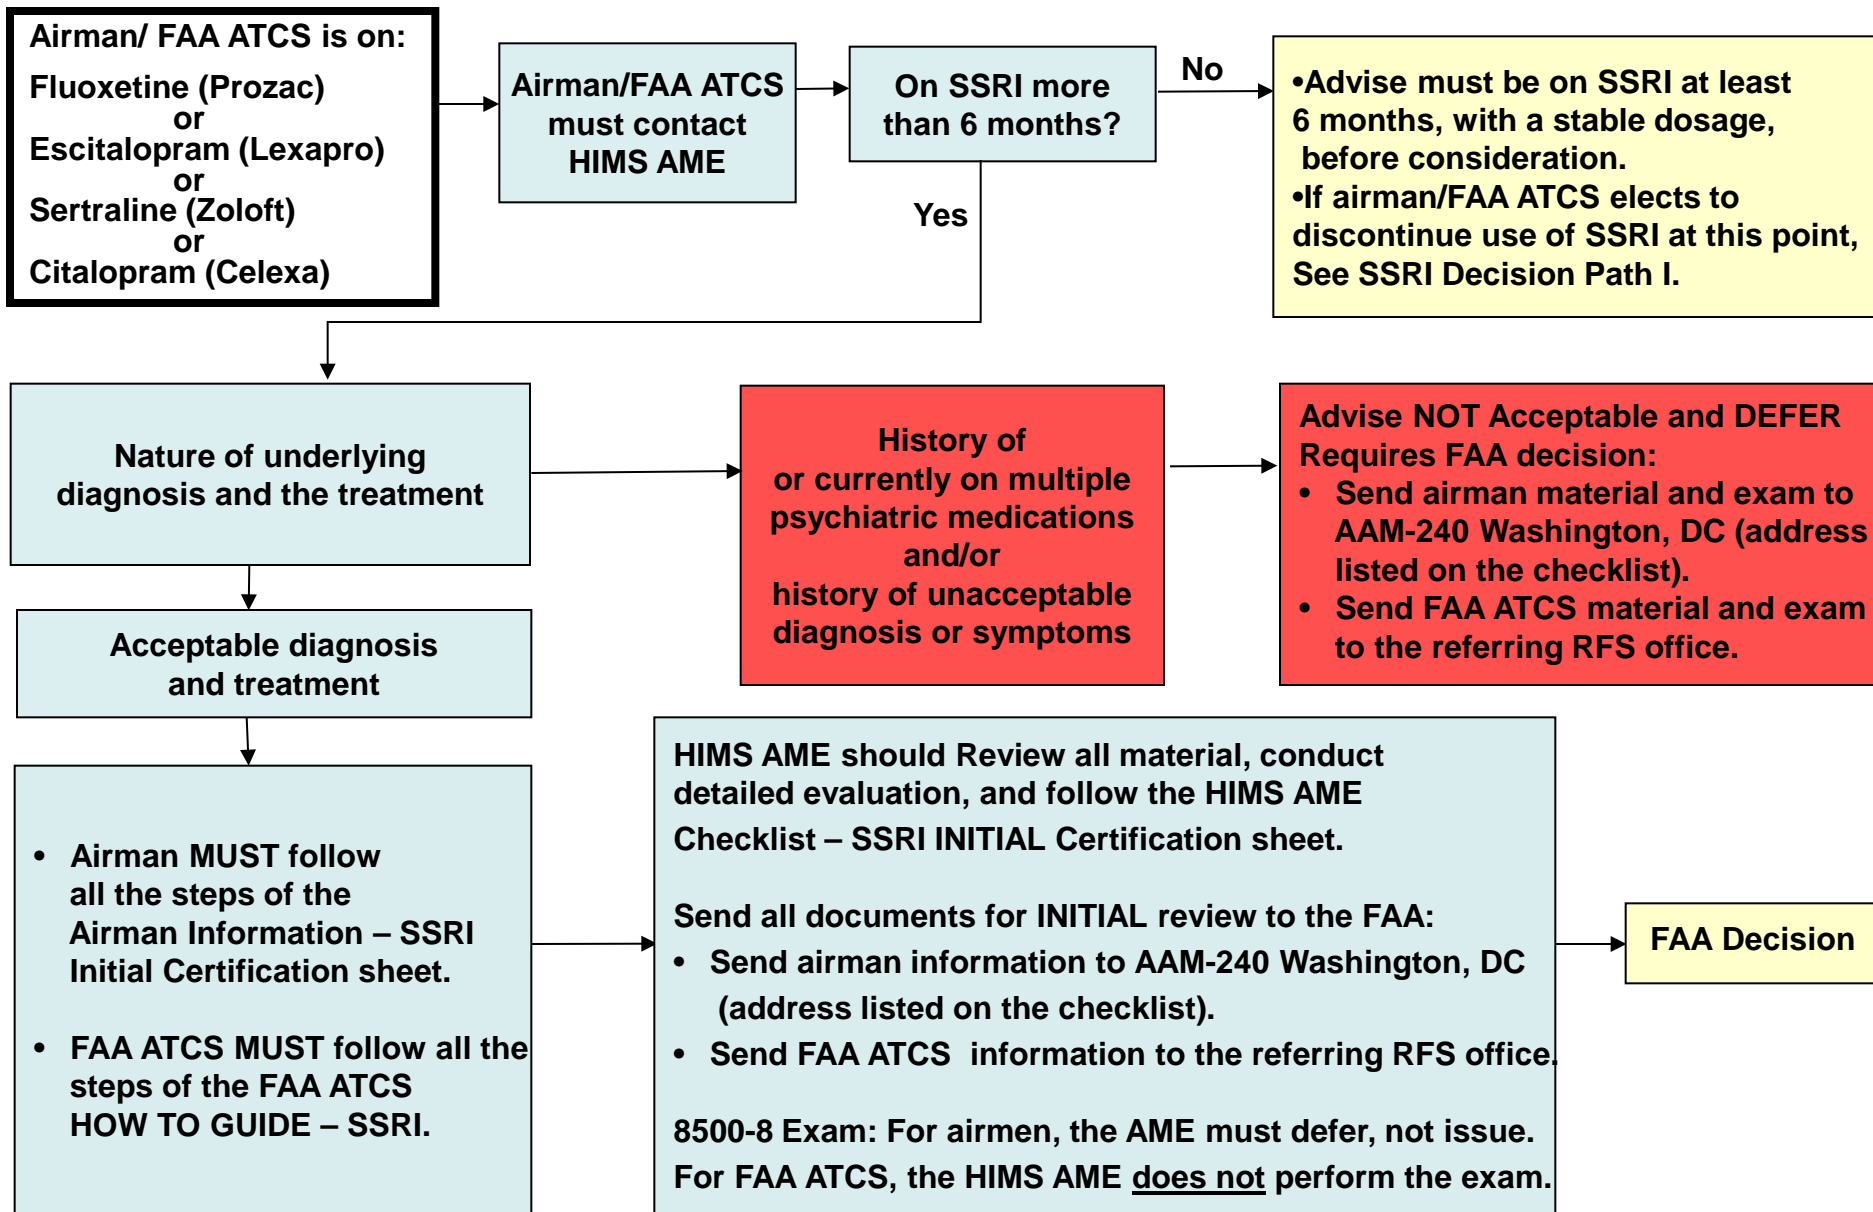 Airman/ FAA ATCS is on:
Fluoxetine (Prozac)
or
Escitalopram (Lexapro)
or
Sertraline (Zoloft)
or
Citalopram (Celexa)
Airman/FAA ATCS
must contact
HIMS AME
On SSRI more
than 6 months?
No
Yes
•Advise must be on SSRI at least
6 months, with a stable dosage,
before consideration.
•If airman/FAA ATCS elects to
discontinue use of SSRI at this point,
See SSRI Decision Path I.
Nature of underlying
diagnosis and the treatment
History of
or currently on multiple
psychiatric medications
and/or
history of unacceptable
diagnosis or symptoms
Advise NOT Acceptable and DEFER
Requires FAA decision:
• Send airman material and exam to
AAM-240 Washington, DC (address
listed on the checklist).
• Send FAA ATCS material and exam
to the referring RFS office.
Acceptable diagnosis
and treatment
• Airman MUST follow
all the steps of the
Airman Information – SSRI
Initial Certification sheet.
• FAA ATCS MUST follow all the
steps of the FAA ATCS
HOW TO GUIDE – SSRI.
HIMS AME should Review all material, conduct
detailed evaluation, and follow the HIMS AME
Checklist – SSRI INITIAL Certification sheet.
Send all documents for INITIAL review to the FAA:
• Send airman information to AAM-240 Washington, DC
(address listed on the checklist).
• Send FAA ATCS information to the referring RFS office.
8500-8 Exam: For airmen, the AME must defer, not issue.
For FAA ATCS, the HIMS AME does not perform the exam.
FAA Decision